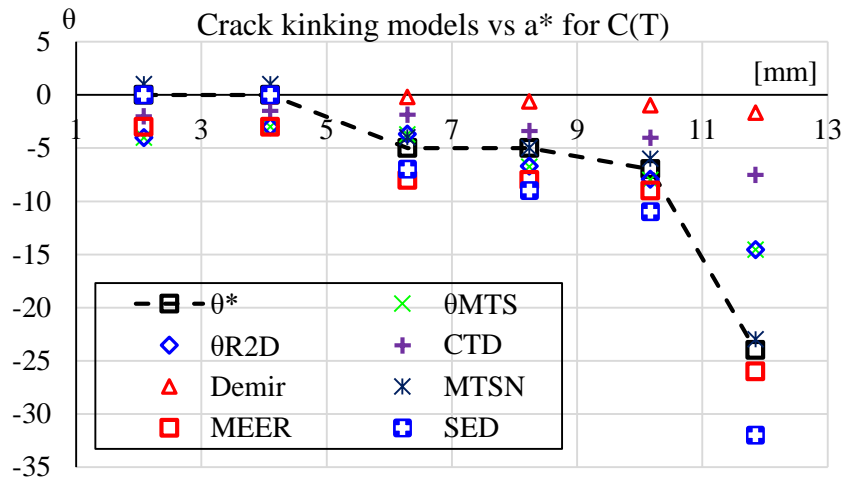 θ Crack kinking models vs a* for C(T)
5
[mm]
0
1 3 5 7 9 11 13
-5
-10
-15
-20
-25
-30
-35
θ* θMTS
θR2D CTD
Demir MTSN
MEER SED